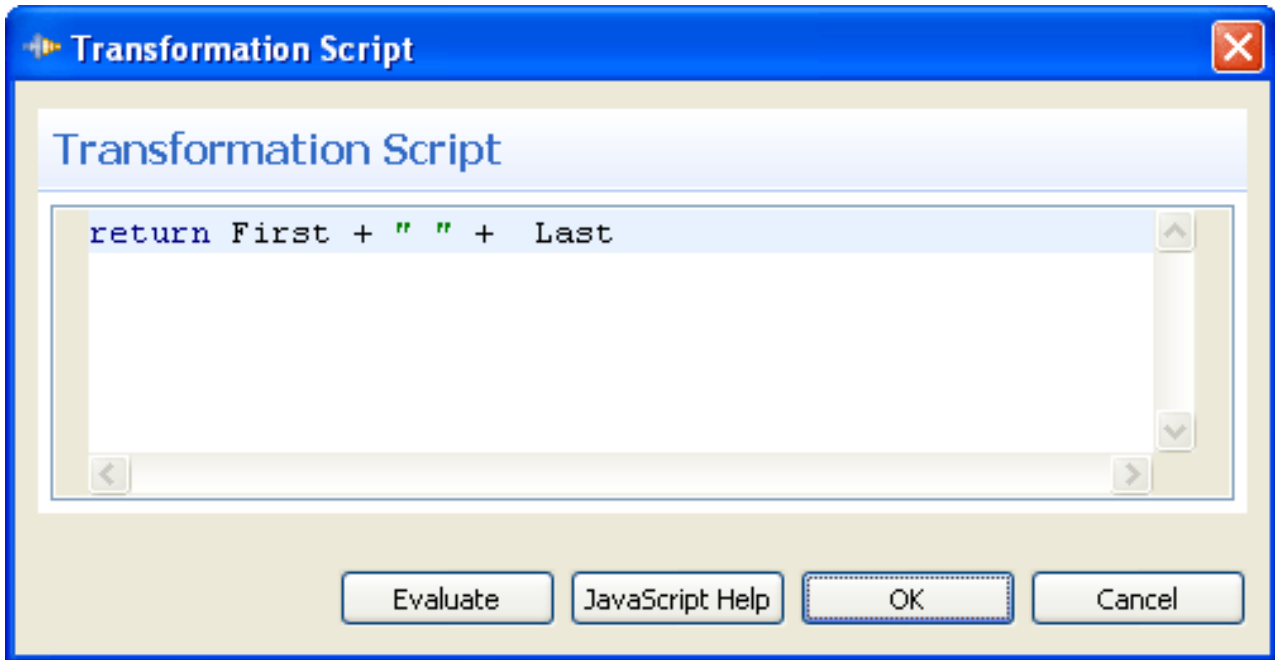 Transformation Script
Transformation Script
return First + " " +  Last
Evaluate
JavaScript Help
OK
Cancel